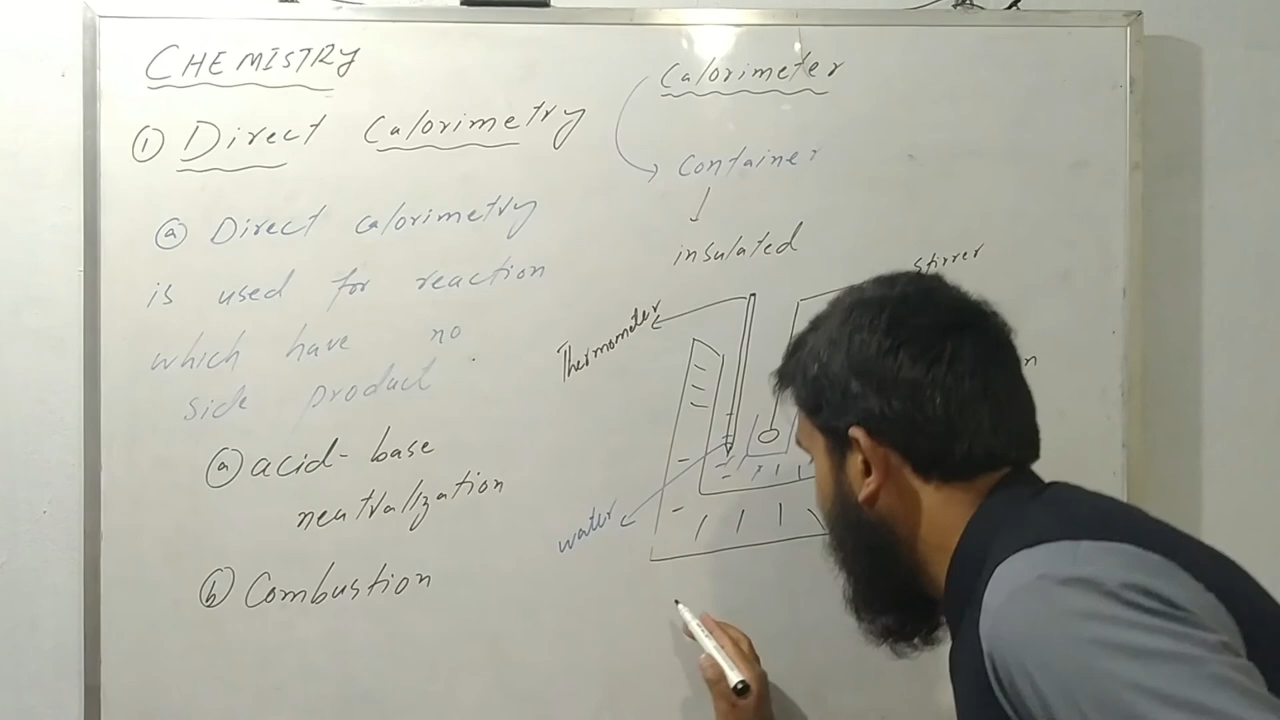 CHEMISTRY
① Direct Calorimetry
ⓐ Direct calorimetry
is used for reaction
which have no
side product
ⓐ acid-base
neutralization
ⓑ Combustion
Calorimeter
Container
insulated
stirrer
Thermometer
water